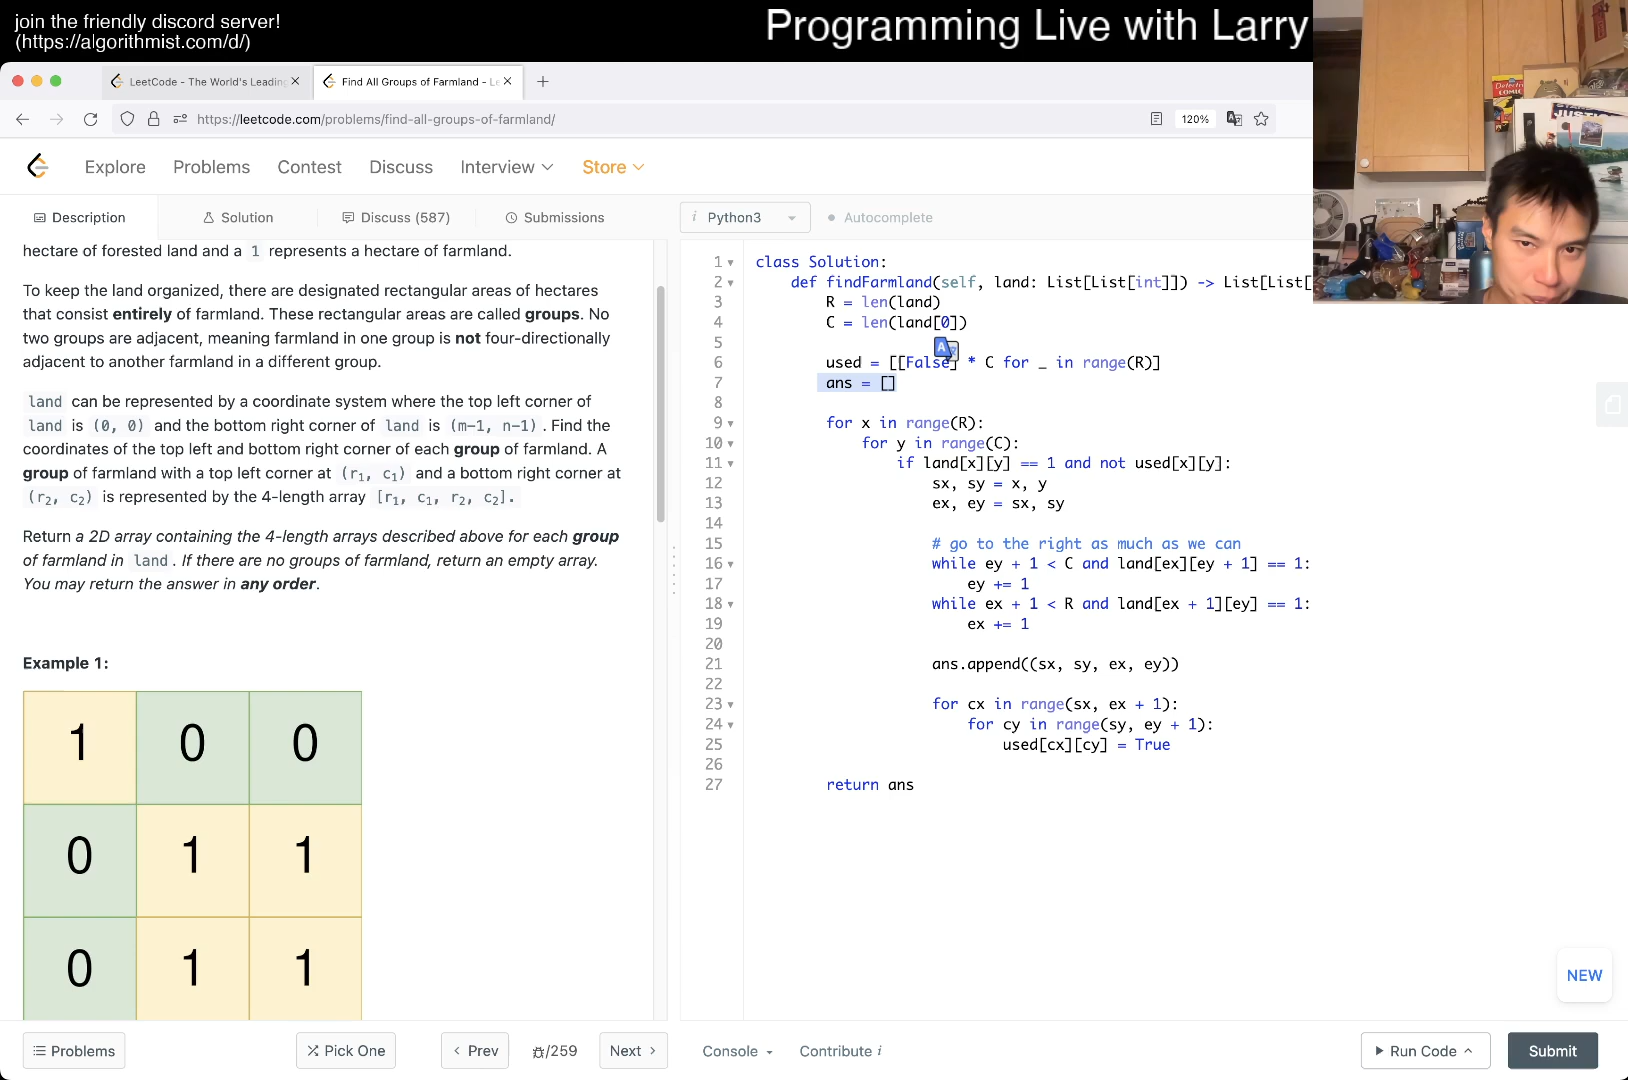 join the friendly discord server!
(https://algorithmist.com/d/)
Programming Live with Larry
LeetCode - The World's Leading
Find All Groups of Farmland - Le
https://leetcode.com/problems/find-all-groups-of-farmland/
120%
Explore
Problems
Contest
Discuss
Interview
Store
Description
Solution
Discuss (587)
Submissions
i Python3
Autocomplete
hectare of forested land and a 1 represents a hectare of farmland.
To keep the land organized, there are designated rectangular areas of hectares
that consist entirely of farmland. These rectangular areas are called groups. No
two groups are adjacent, meaning farmland in one group is not four-directionally
adjacent to another farmland in a different group.
land can be represented by a coordinate system where the top left corner of
land is (0, 0) and the bottom right corner of land is (m-1, n-1). Find the
coordinates of the top left and bottom right corner of each group of farmland. A
group of farmland with a top left corner at (r1, c1) and a bottom right corner at
(r2, c2) is represented by the 4-length array [r1, c1, r2, c2].
Return a 2D array containing the 4-length arrays described above for each group
of farmland in land. If there are no groups of farmland, return an empty array.
You may return the answer in any order.
Example 1:
1 0 0
0 1 1
0 1 1
1 class Solution:
2 def findFarmland(self, land: List[List[int]]) -> List[List[
3 R = len(land)
4 C = len(land[0])
5
6 used = [[False] * C for _ in range(R)]
7 ans = []
8
9 for x in range(R):
10 for y in range(C):
11 if land[x][y] == 1 and not used[x][y]:
12 sx, sy = x, y
13 ex, ey = sx, sy
14
15 # go to the right as much as we can
16 while ey + 1 < C and land[ex][ey + 1] == 1:
17 ey += 1
18 while ex + 1 < R and land[ex + 1][ey] == 1:
19 ex += 1
20
21 ans.append((sx, sy, ex, ey))
22
23 for cx in range(sx, ex + 1):
24 for cy in range(sy, ey + 1):
25 used[cx][cy] = True
26
27 return ans
NEW
Problems
Pick One
Prev
/259
Next
Console
Contribute i
Run Code
Submit